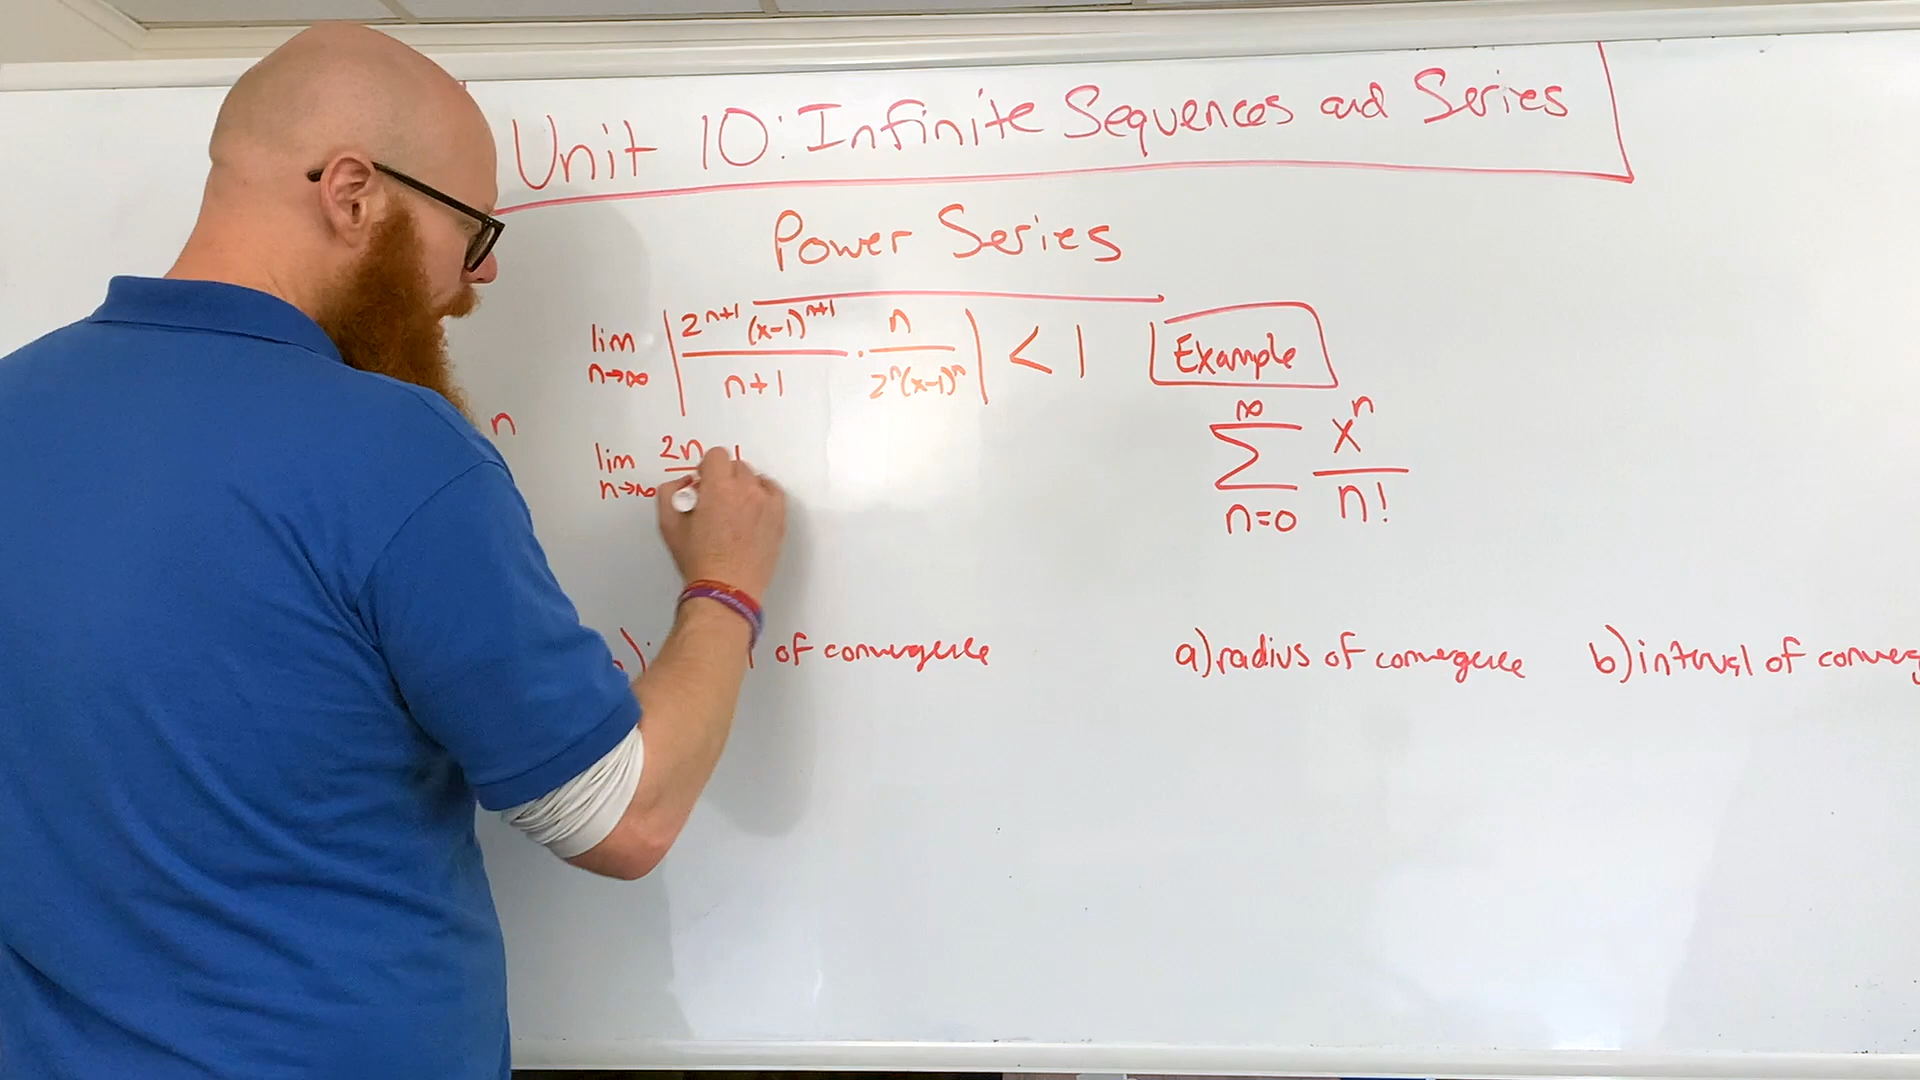 Unit 10: Infinite Sequences and Series
Power Series
lim n→∞ | 2^(n+1) (x-1)^(n+1) / n+1 · n / 2^n (x-1)^n | < 1
Example
n
lim n→∞ 2n
∞ Σ n=0 x^n / n!
of convergence
a) radius of convergence b) interval of